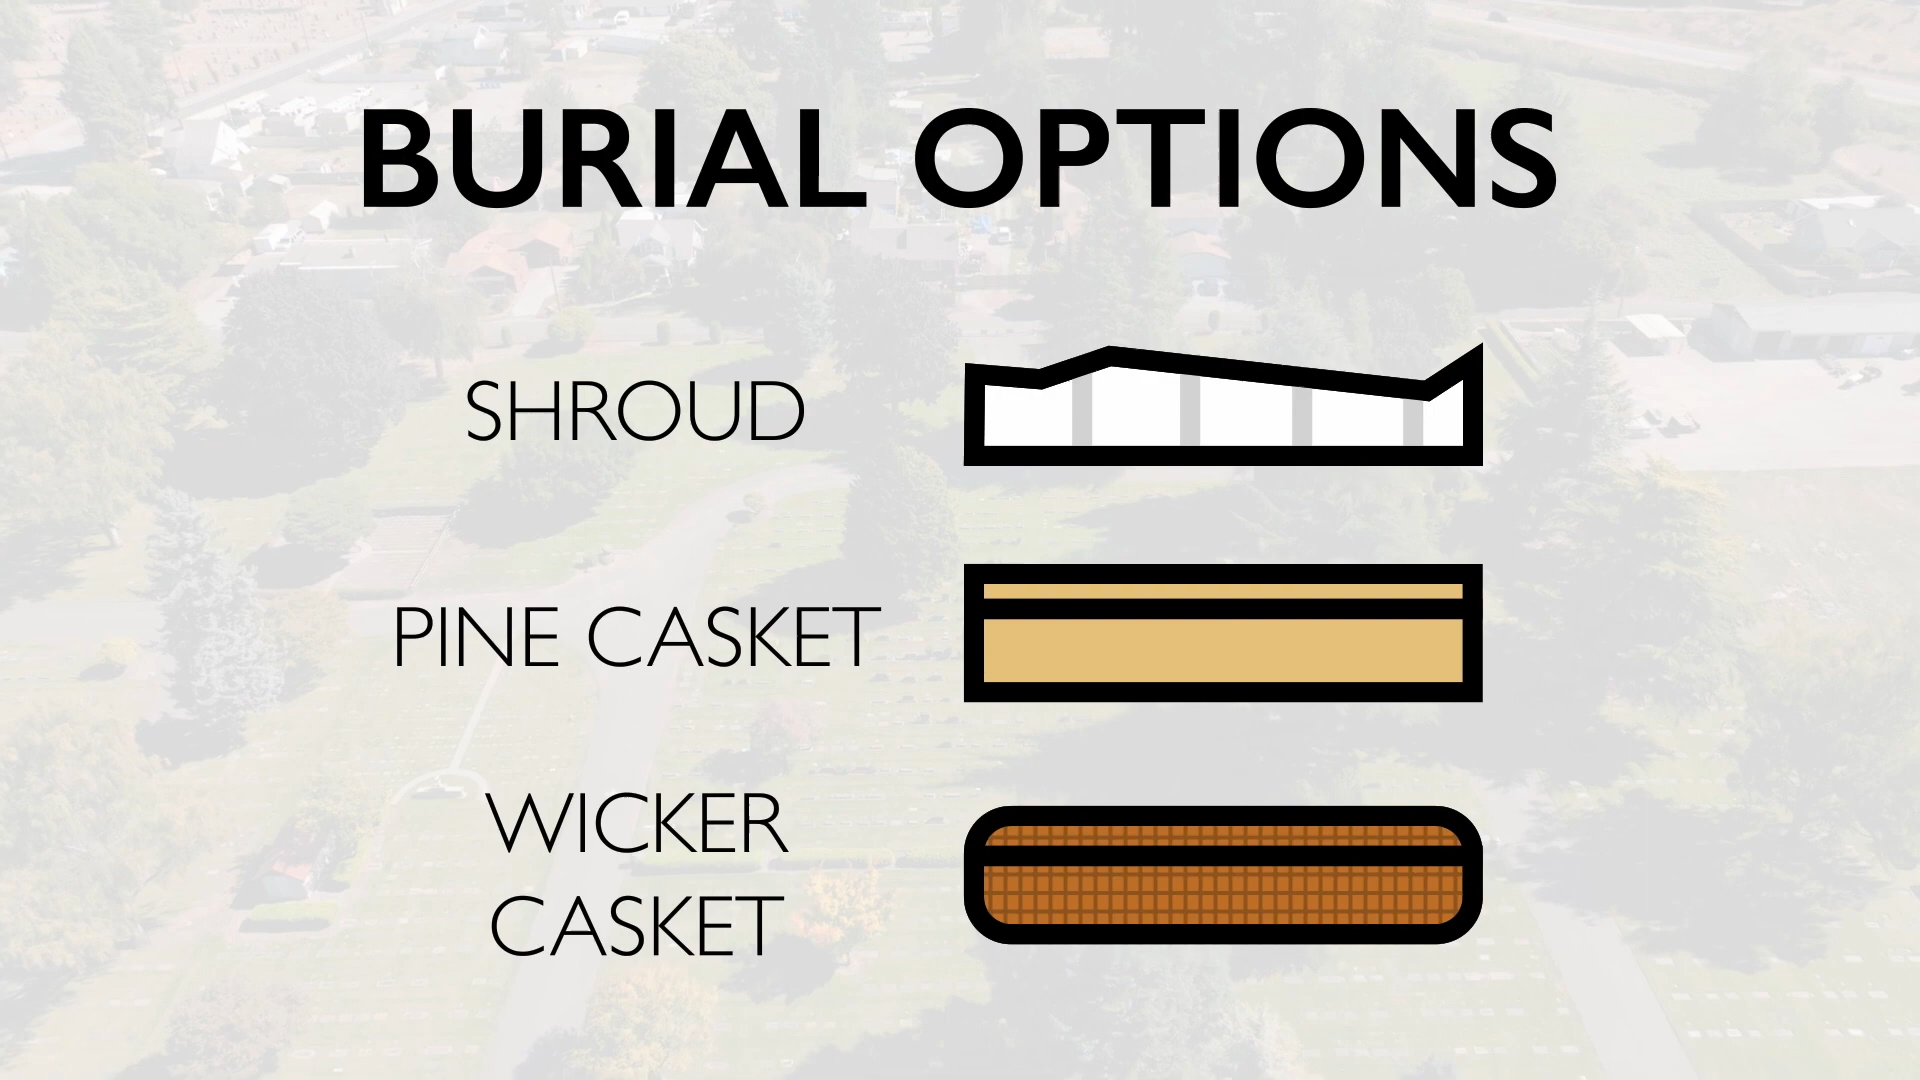 BURIAL OPTIONS
SHROUD
PINE CASKET
WICKER
CASKET